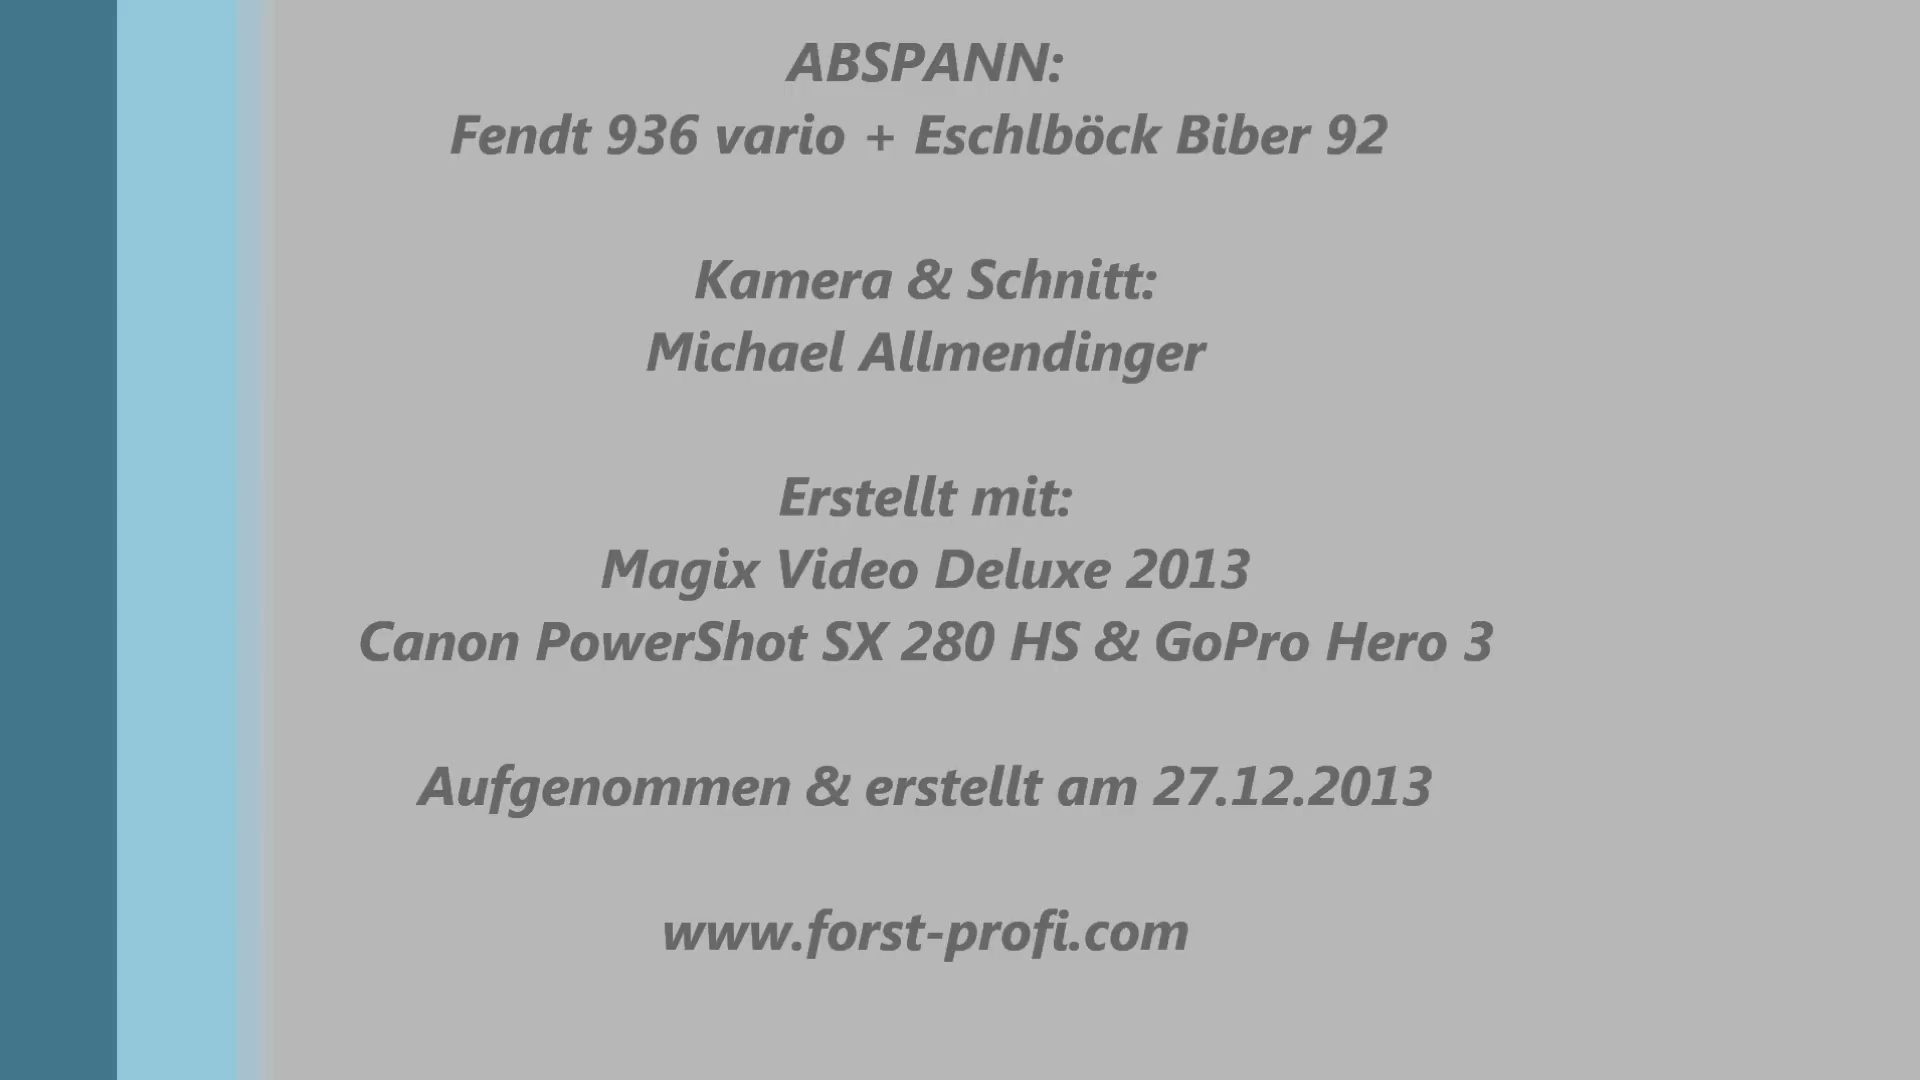 ABSPANN:
Fendt 936 vario + Eschlböck Biber 92
Kamera & Schnitt:
Michael Allmendinger
Erstellt mit:
Magix Video Deluxe 2013
Canon PowerShot SX 280 HS & GoPro Hero 3
Aufgenommen & erstellt am 27.12.2013
www.forst-profi.com